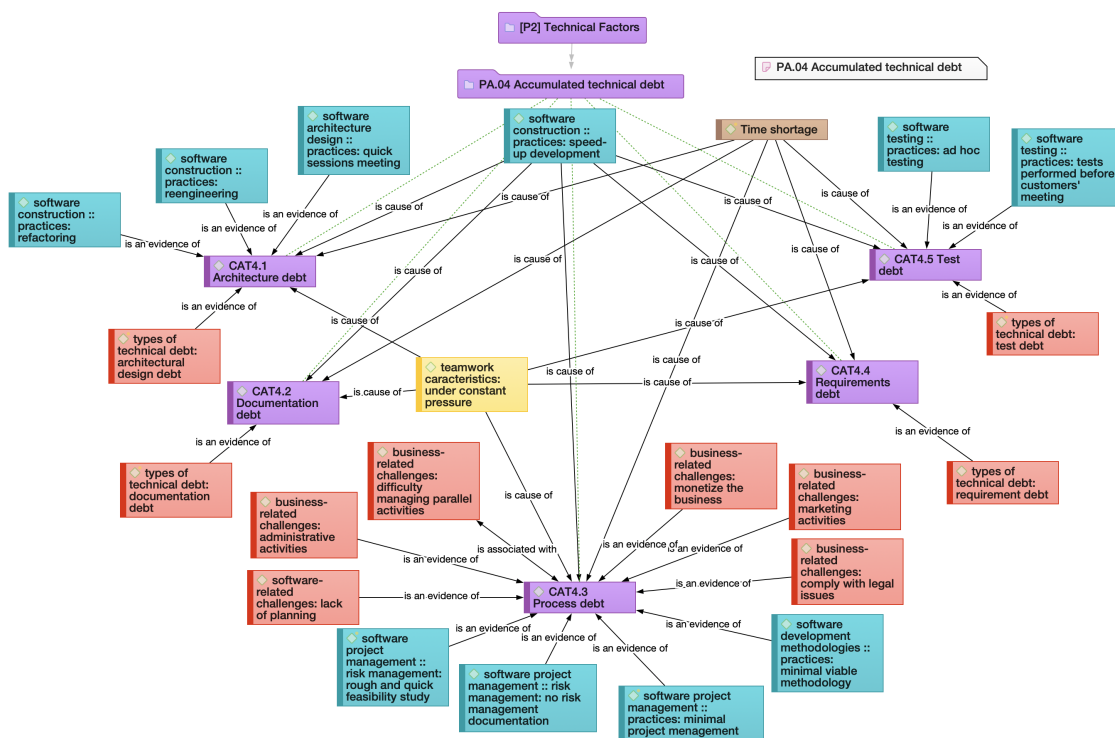 [P2] Technical Factors
PA.04 Accumulated technical debt
PA.04 Accumulated technical debt
software
architecture
design ::
practices: quick
sessions meeting
software
construction ::
practices: speed-
up development
Time shortage
software
testing ::
practices: ad hoc
testing
software
testing ::
practices: tests
performed before
customers'
meeting
software
construction ::
practices:
reengineering
software
construction ::
practices:
refactoring
is an evidence of
is an evidence of
is an evidence of
is cause of
is cause of
is cause of
is cause of
is an evidence of
is an evidence of
CAT4.1
Architecture debt
is cause of
is cause of
is cause of
is cause of
CAT4.5 Test
debt
is an evidence of
is cause of
is cause of
is an evidence of
types of
technical debt:
architectural
design debt
types of
technical debt:
test debt
CAT4.2
Documentation
debt
is cause of
teamwork
caracteristics:
under constant
pressure
is cause of
is cause of
is cause of
CAT4.4
Requirements
debt
is an evidence of
is an evidence of
types of
technical debt:
documentation
debt
types of
technical debt:
requirement debt
business-
related
challenges:
difficulty
managing parallel
activities
business-
related
challenges:
monetize the
business
business-
related
challenges:
marketing
activities
business-
related
challenges:
administrative
activities
is cause of
is an evidence of
is associated with
is an evidence of
is an evidence of
business-
related
challenges:
comply with legal
issues
software-
related
challenges: lack
of planning
is an evidence of
CAT4.3
Process debt
is an evidence of
is an evidence of
is an evidence of
is an evidence of
is an evidence of
software
project
management ::
risk management:
rough and quick
feasibility study
software project
management :: risk
management: no risk
management
documentation
software project
management ::
practices: minimal
project menagement
software
development
methodologies ::
practices:
minimal viable
methodology